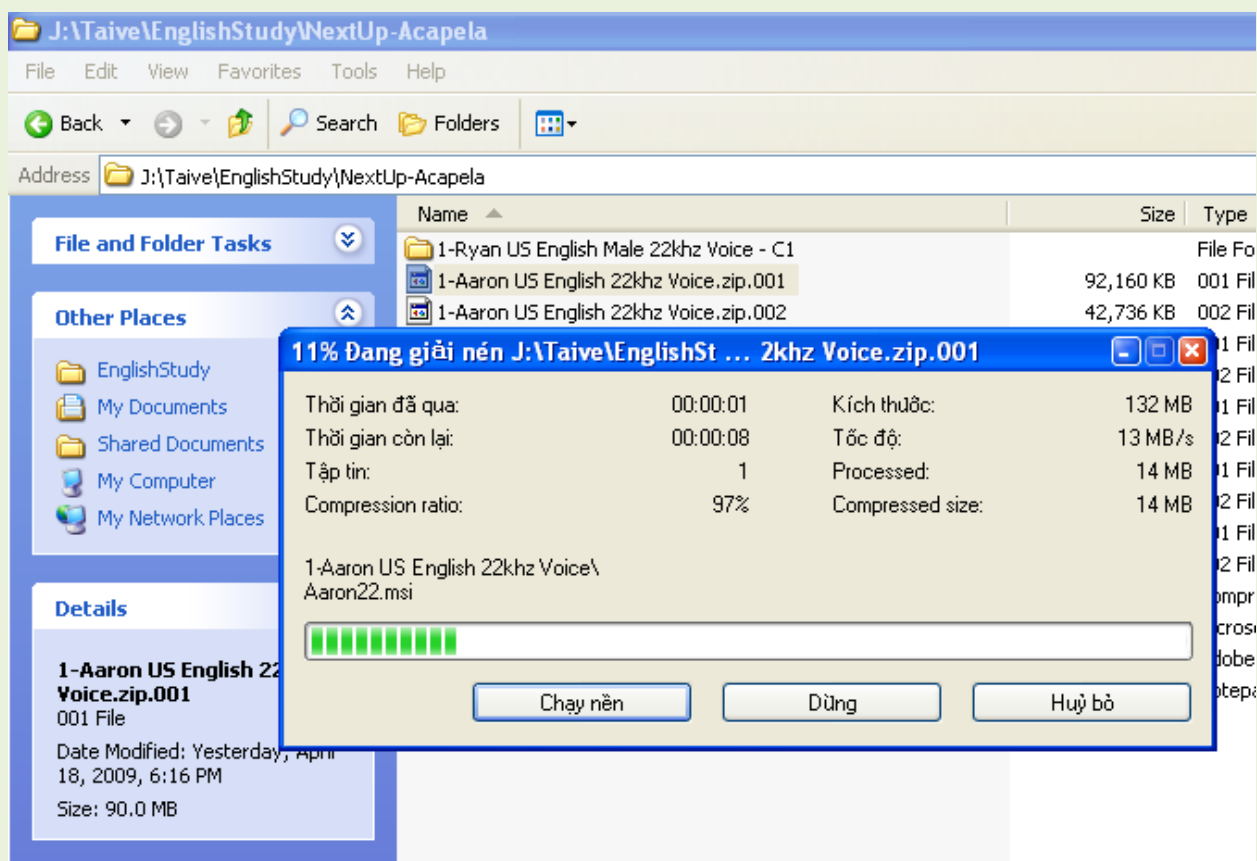 J:\Taive\EnglishStudy\NextUp-Acapela
File Edit View Favorites Tools Help
Back Search Folders
Address J:\Taive\EnglishStudy\NextUp-Acapela
Name Size Type
File and Folder Tasks
1-Ryan US English Male 22khz Voice - C1 File Fo
1-Aaron US English 22khz Voice.zip.001 92,160 KB 001 Fil
1-Aaron US English 22khz Voice.zip.002 42,736 KB 002 Fil
Other Places
EnglishStudy
My Documents
Shared Documents
My Computer
My Network Places
Details
1-Aaron US English 22
Voice.zip.001
001 File
Date Modified: Yesterday, April
18, 2009, 6:16 PM
Size: 90.0 MB
11% Đang giải nén J:\Taive\EnglishSt ... 2khz Voice.zip.001
Thời gian đã qua: 00:00:01 Kích thước: 132 MB
Thời gian còn lại: 00:00:08 Tốc độ: 13 MB/s
Tập tin: 1 Processed: 14 MB
Compression ratio: 97% Compressed size: 14 MB
1-Aaron US English 22khz Voice\
Aaron22.msi
Chạy nền Dừng Huỷ bỏ